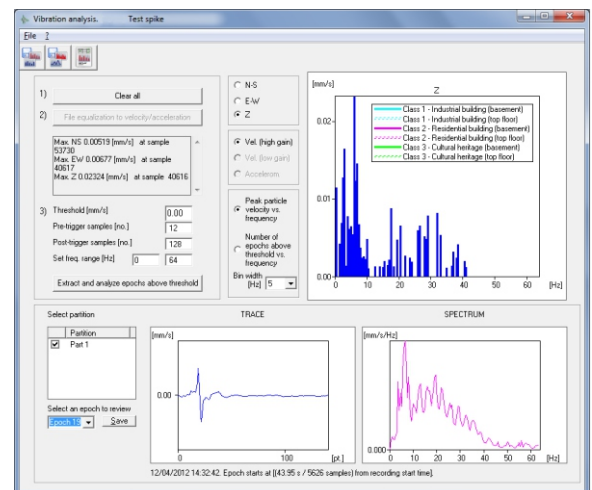 Vibration analysis. Test spike
File ?
1) Clear all
2) File equalization to velocity/acceleration
Max. NS 0.00519 [mm/s] at sample
53730
Max. EW 0.00677 [mm/s] at sample
40617
Max. Z 0.02324 [mm/s] at sample 40616
3) Threshold [mm/s] 0.00
Pre-trigger samples [no.] 12
Post-trigger samples [no.] 128
Set freq. range [Hz] 0 64
Extract and analyze epochs above threshold
N-S
E-W
Z
Vel. (high gain)
Vel. (low gain)
Accelerom.
Peak particle
velocity vs.
frequency
Number of
epochs above
threshold vs.
frequency
Bin width
[Hz] 5
[mm/s]
Z
Class 1 - Industrial building (basement)
Class 1 - Industrial building (top floor)
Class 2 - Residential building (basement)
Class 2 - Residential building (top floor)
Class 3 - Cultural heritage (basement)
Class 3 - Cultural heritage (top floor)
0.02
0.01
0.00
0 10 20 30 40 50 60 [Hz]
Select partition
Partition
Part 1
Select an epoch to review
Epoch 13 Save
TRACE
[mm/s]
0.00
0 100 [pt.]
SPECTRUM
[mm/s/Hz]
0.000
0 10 20 30 40 50 60 [Hz]
12/04/2012 14:32:42. Epoch starts at [(43.95 s / 5626 samples) from recording start time].